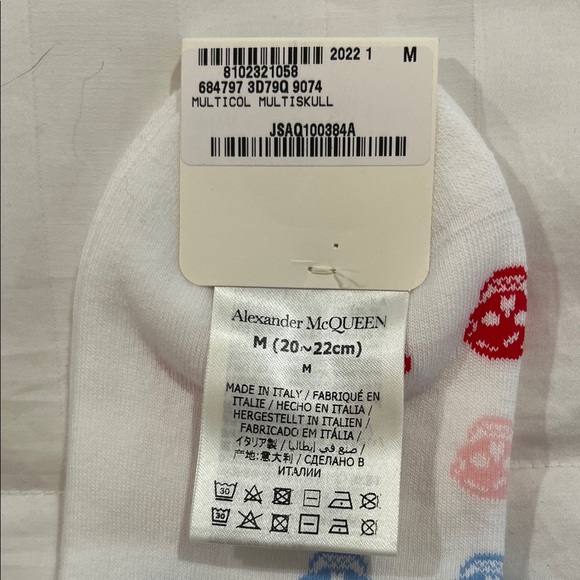 2022 1 M
8102321058
684797 3D79Q 9074
MULTICOL MULTISKULL
JSAQ100384A
Alexander McQUEEN
M (20~22cm)
M
MADE IN ITALY / FABRIQUÉ EN
ITALIE / HECHO EN ITALIA /
HERGESTELLT IN ITALIEN /
FABRICADO EM ITÁLIA /
イタリア製 / صنع في إيطاليا /
产地:意大利 / СДЕЛАНО В
ИТАЛИИ
30
30